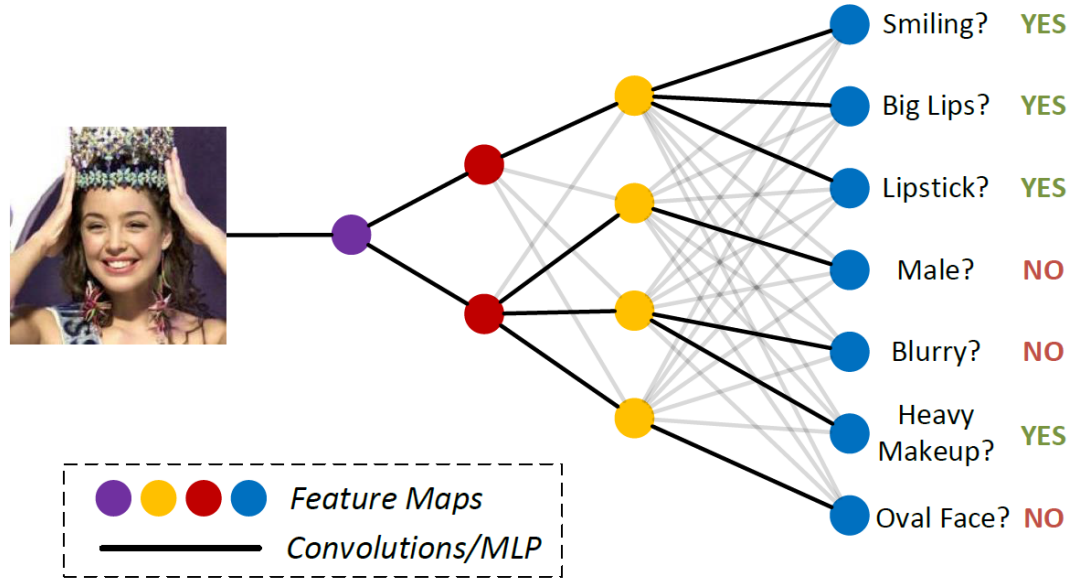 Smiling? YES
Big Lips? YES
Lipstick? YES
Male? NO
Blurry? NO
Heavy
Makeup? YES
Oval Face? NO
Feature Maps
Convolutions/MLP